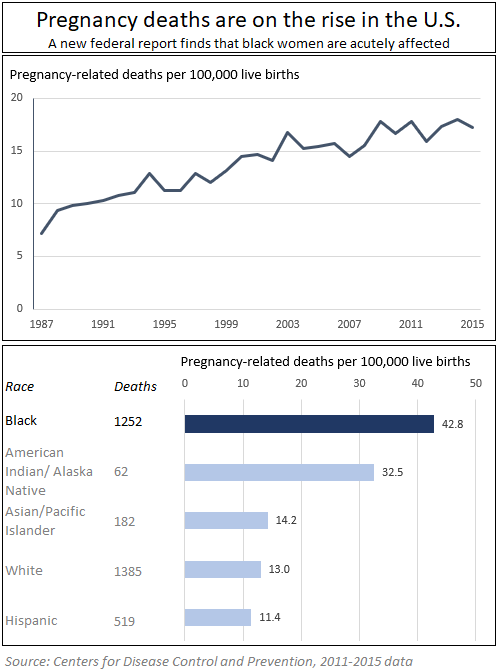 Pregnancy deaths are on the rise in the U.S.
A new federal report finds that black women are acutely affected
Pregnancy-related deaths per 100,000 live births
20
15
10
5
0
1987 1991 1995 1999 2003 2007 2011 2015
Pregnancy-related deaths per 100,000 live births
Race Deaths 0 10 20 30 40 50
Black 1252 42.8
American
Indian/ Alaska 62 32.5
Native
Asian/Pacific 182 14.2
Islander
White 1385 13.0
Hispanic 519 11.4
Source: Centers for Disease Control and Prevention, 2011-2015 data